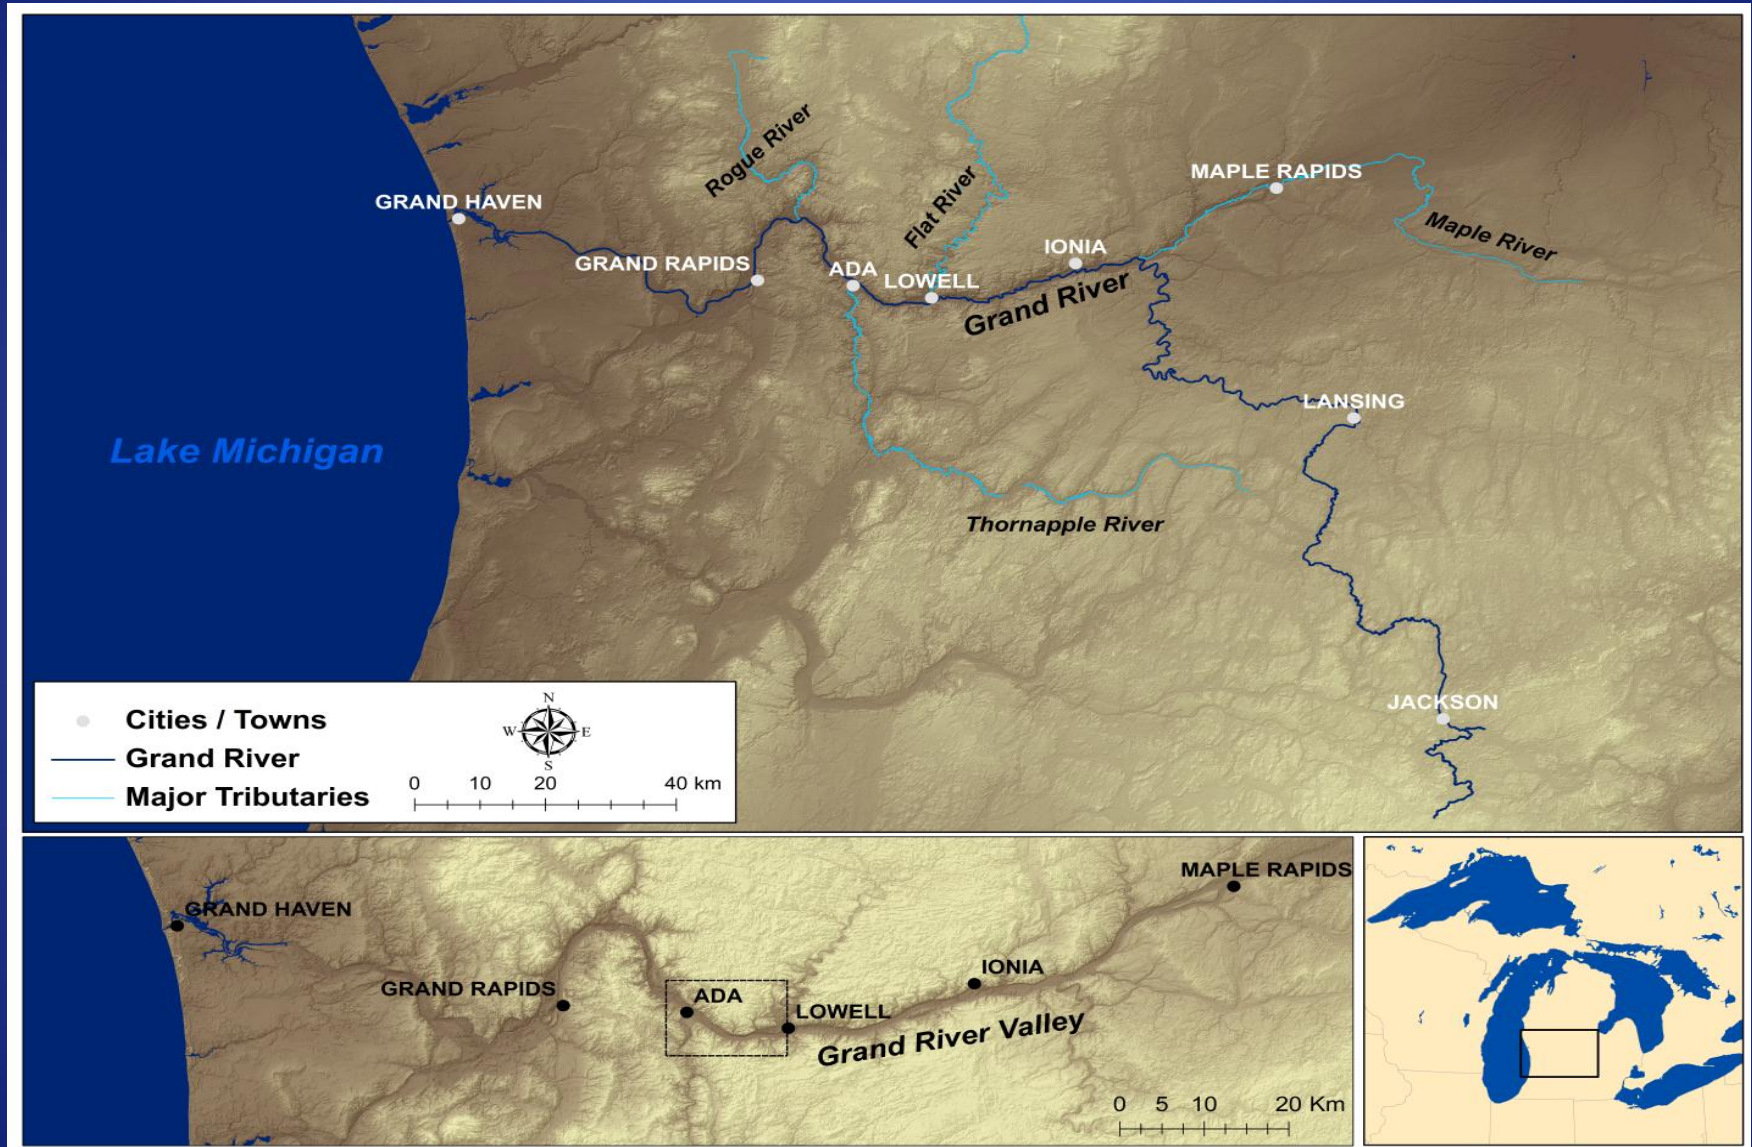 Rogue River
Flat River
GRAND HAVEN
MAPLE RAPIDS
Maple River
GRAND RAPIDS
ADA
LOWELL
IONIA
Grand River
LANSING
Lake Michigan
Thornapple River
JACKSON
Cities / Towns
Grand River
Major Tributaries
N
W E
S
0 10 20 40 km
MAPLE RAPIDS
GRAND HAVEN
GRAND RAPIDS
ADA
LOWELL
IONIA
Grand River Valley
0 5 10 20 Km